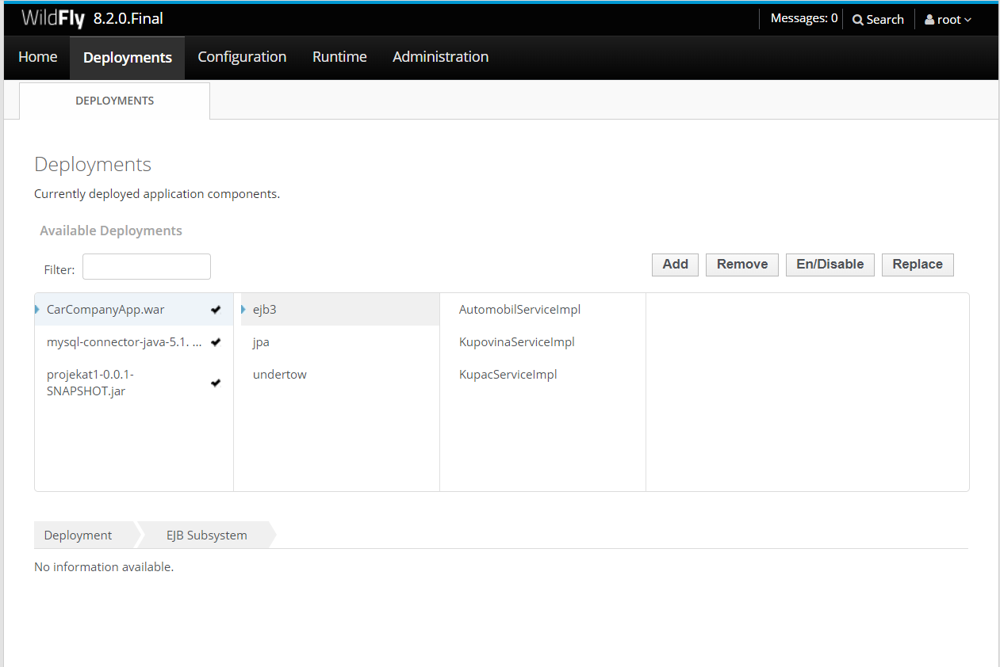 WildFly 8.2.0.Final
Messages: 0
Search
root
Home
Deployments
Configuration
Runtime
Administration
DEPLOYMENTS
Deployments
Currently deployed application components.
Available Deployments
Filter:
Add
Remove
En/Disable
Replace
CarCompanyApp.war
mysql-connector-java-5.1. ...
projekat1-0.0.1-
SNAPSHOT.jar
ejb3
jpa
undertow
AutomobilServiceImpl
KupovinaServiceImpl
KupacServiceImpl
Deployment
EJB Subsystem
No information available.